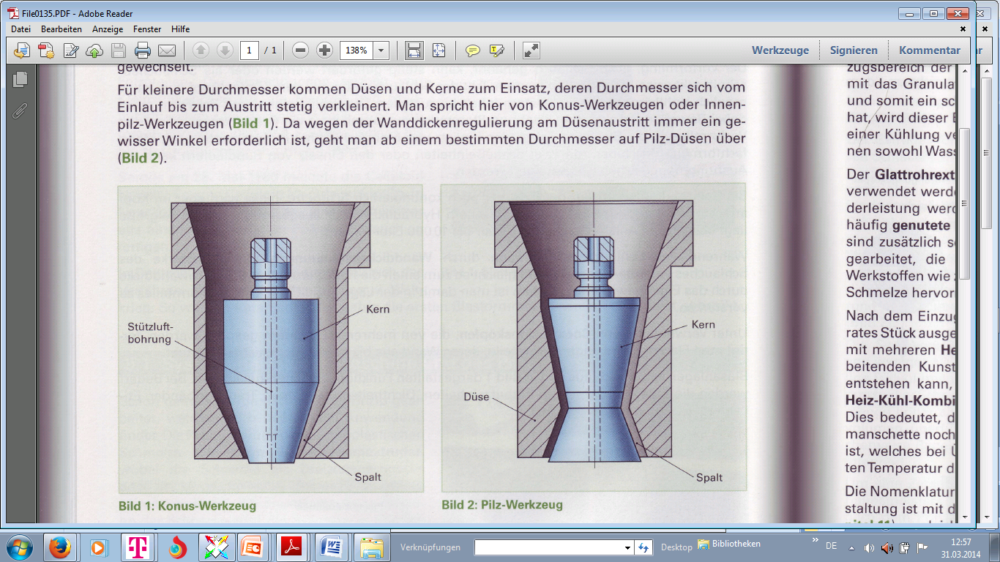 File0135.PDF - Adobe Reader
Datei Bearbeiten Anzeige Fenster Hilfe
1 / 1 138% Werkzeuge Signieren Kommentar
gewechselt.
Für kleinere Durchmesser kommen Düsen und Kerne zum Einsatz, deren Durchmesser sich vom
Einlauf bis zum Austritt stetig verkleinert. Man spricht hier von Konus-Werkzeugen oder Innen-
pilz-Werkzeugen (Bild 1). Da wegen der Wanddickenregulierung am Düsenaustritt immer ein ge-
wisser Winkel erforderlich ist, geht man ab einem bestimmten Durchmesser auf Pilz-Düsen über
(Bild 2).
Stützluft-
bohrung
Kern
Spalt
Bild 1: Konus-Werkzeug
Kern
Düse
Spalt
Bild 2: Pilz-Werkzeug
zugsbereich der
mit das Granula
und somit ein sc
hat, wird dieser
einer Kühlung ve
nen sowohl Wass
Der Glattrohrext
verwendet werde
derleistung werd
häufig genutete
sind zusätzlich s
gearbeitet, die
Werkstoffen wie
Schmelze hervor
Nach dem Einzug
rates Stück ausge
mit mehreren He
beitenden Kunst
entstehen kann,
Heiz-Kühl-Kombi
Dies bedeutet, d
manschette noch
ist, welches bei Ü
ten Temperatur d
Die Nomenklatur
staltung ist mit d
Verknüpfungen Desktop Bibliotheken DE 12:57
31.03.2014